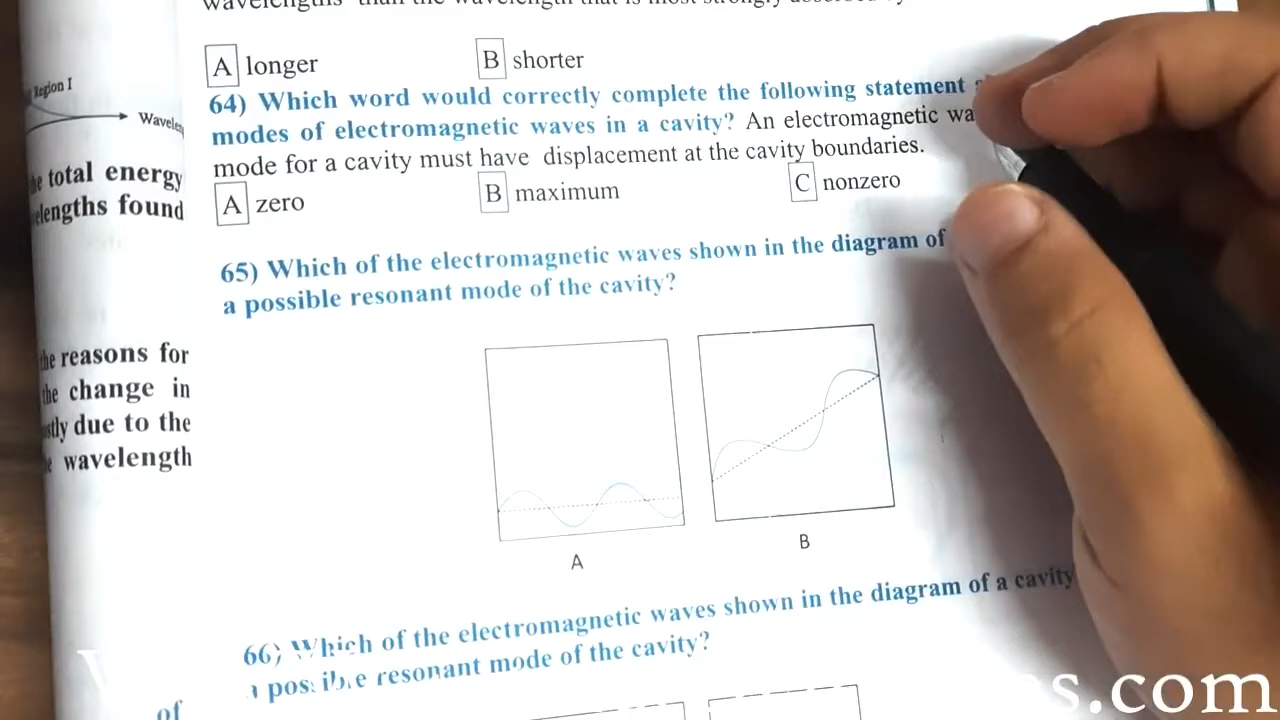 A longer
B shorter
64) Which word would correctly complete the following statement
modes of electromagnetic waves in a cavity? An electromagnetic wa
mode for a cavity must have displacement at the cavity boundaries.
A zero
B maximum
C nonzero
65) Which of the electromagnetic waves shown in the diagram of
a possible resonant mode of the cavity?
A
B
66) Which of the electromagnetic waves shown in the diagram of a cavity
possible resonant mode of the cavity?
Region I
total energy
found
reasons for
change in
due to the
wavelength
of
s.com